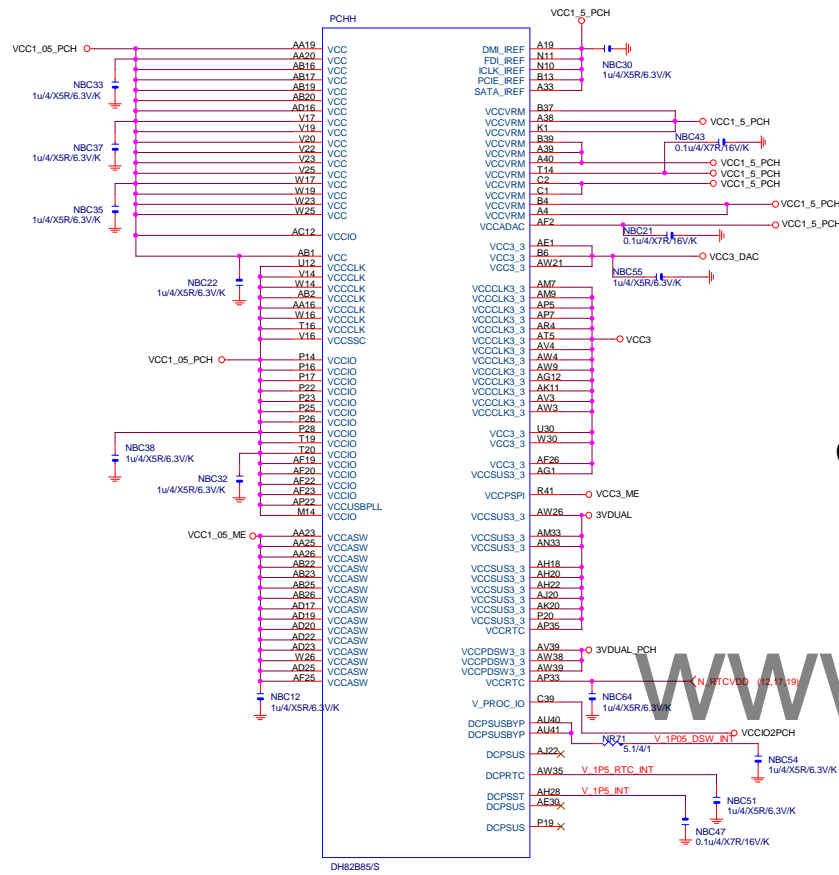 VCC1_5_PCH
PCHH
VCC1_05_PCH
AA19 VCC
AA20 VCC
AB16 VCC
AB17 VCC
AB19 VCC
AB20 VCC
AD16 VCC
V17 VCC
V19 VCC
V20 VCC
V22 VCC
V23 VCC
V25 VCC
W17 VCC
W19 VCC
W23 VCC
W25 VCC
AC12 VCCIO
AB1 VCC
U12 VCCCLK
V14 VCCCLK
W14 VCCCLK
AB2 VCCCLK
AA16 VCCCLK
W16 VCCCLK
T16 VCCCLK
V16 VCCSSC
NBC33
1u/4/X5R/6.3V/K
NBC37
1u/4/X5R/6.3V/K
NBC35
1u/4/X5R/6.3V/K
NBC22
1u/4/X5R/6.3V/K
VCC1_05_PCH
P14 VCCIO
P16 VCCIO
P17 VCCIO
P22 VCCIO
P23 VCCIO
P25 VCCIO
P26 VCCIO
P28 VCCIO
T19 VCCIO
T20 VCCIO
AF19 VCCIO
AF20 VCCIO
AF22 VCCIO
AF23 VCCIO
AP22 VCCUSBPLL
M14 VCCIO
NBC38
1u/4/X5R/6.3V/K
NBC32
1u/4/X5R/6.3V/K
VCC1_05_ME
AA23 VCCASW
AA25 VCCASW
AA26 VCCASW
AB22 VCCASW
AB23 VCCASW
AB25 VCCASW
AB26 VCCASW
AD17 VCCASW
AD19 VCCASW
AD20 VCCASW
AD22 VCCASW
AD23 VCCASW
W26 VCCASW
AD25 VCCASW
AF25 VCCASW
NBC12
1u/4/X5R/6.3V/K
DMI_IREF A19
FDI_IREF N11
ICLK_IREF N10
PCIE_IREF B13
SATA_IREF A33
NBC30
1u/4/X5R/6.3V/K
VCCVRM B37
VCCVRM A38
VCCVRM K1
VCCVRM B39
VCCVRM A39
VCCVRM A40
VCCVRM T14
VCCVRM C2
VCCVRM C1
VCCVRM B4
VCCVRM A4
VCCADAC AF2
VCC1_5_PCH
NBC43
0.1u/4/X7R/16V/K
VCC1_5_PCH
VCC1_5_PCH
VCC1_5_PCH
VCC1_5_PCH
VCC1_5_PCH
NBC21
0.1u/4/X7R/16V/K
VCC3_3 AE1
VCC3_3 B6
VCC3_3 AW21
VCC3_DAC
NBC55
1u/4/X5R/6.3V/K
VCCCLK3_3 AM7
VCCCLK3_3 AM9
VCCCLK3_3 AP5
VCCCLK3_3 AP7
VCCCLK3_3 AR4
VCCCLK3_3 AT5
VCCCLK3_3 AV4
VCCCLK3_3 AW4
VCCCLK3_3 AW9
VCCCLK3_3 AG12
VCCCLK3_3 AK11
VCCCLK3_3 AV3
VCCCLK3_3 AW3
VCC3
VCC3_3 U30
VCC3_3 W30
VCC3_3 AF26
VCCSUS3_3 AG1
VCCPSPI R41 VCC3_ME
VCCSUS3_3 AW26 3VDUAL
VCCSUS3_3 AM33
VCCSUS3_3 AN33
VCCSUS3_3 AH18
VCCSUS3_3 AH20
VCCSUS3_3 AH22
VCCSUS3_3 AJ20
VCCSUS3_3 AK20
VCCSUS3_3 P20
VCCRTC AP35
VCCPDSW3_3 AV39 3VDUAL_PCH
VCCPDSW3_3 AW38
VCCPDSW3_3 AW39
VCCRTC AP33
N_RTCVDD (12,17,19)
WWW
V_PROC_IO C39
NBC64
1u/4/X5R/6.3V/K
DCPSUSBYP AU40
DCPSUSBYP AU41
VCCIO2PCH
NR71
5.1/4/1
V_1P05_DSW_INT
NBC54
1u/4/X5R/6.3V/K
DCPSUS AJ22
DCPRTC AW35 V_1P5_RTC_INT
NBC51
1u/4/X5R/6.3V/K
DCPSST AH28 V_1P5_INT
DCPSUS AE30
DCPSUS P19
NBC47
0.1u/4/X7R/16V/K
DH82B85/S